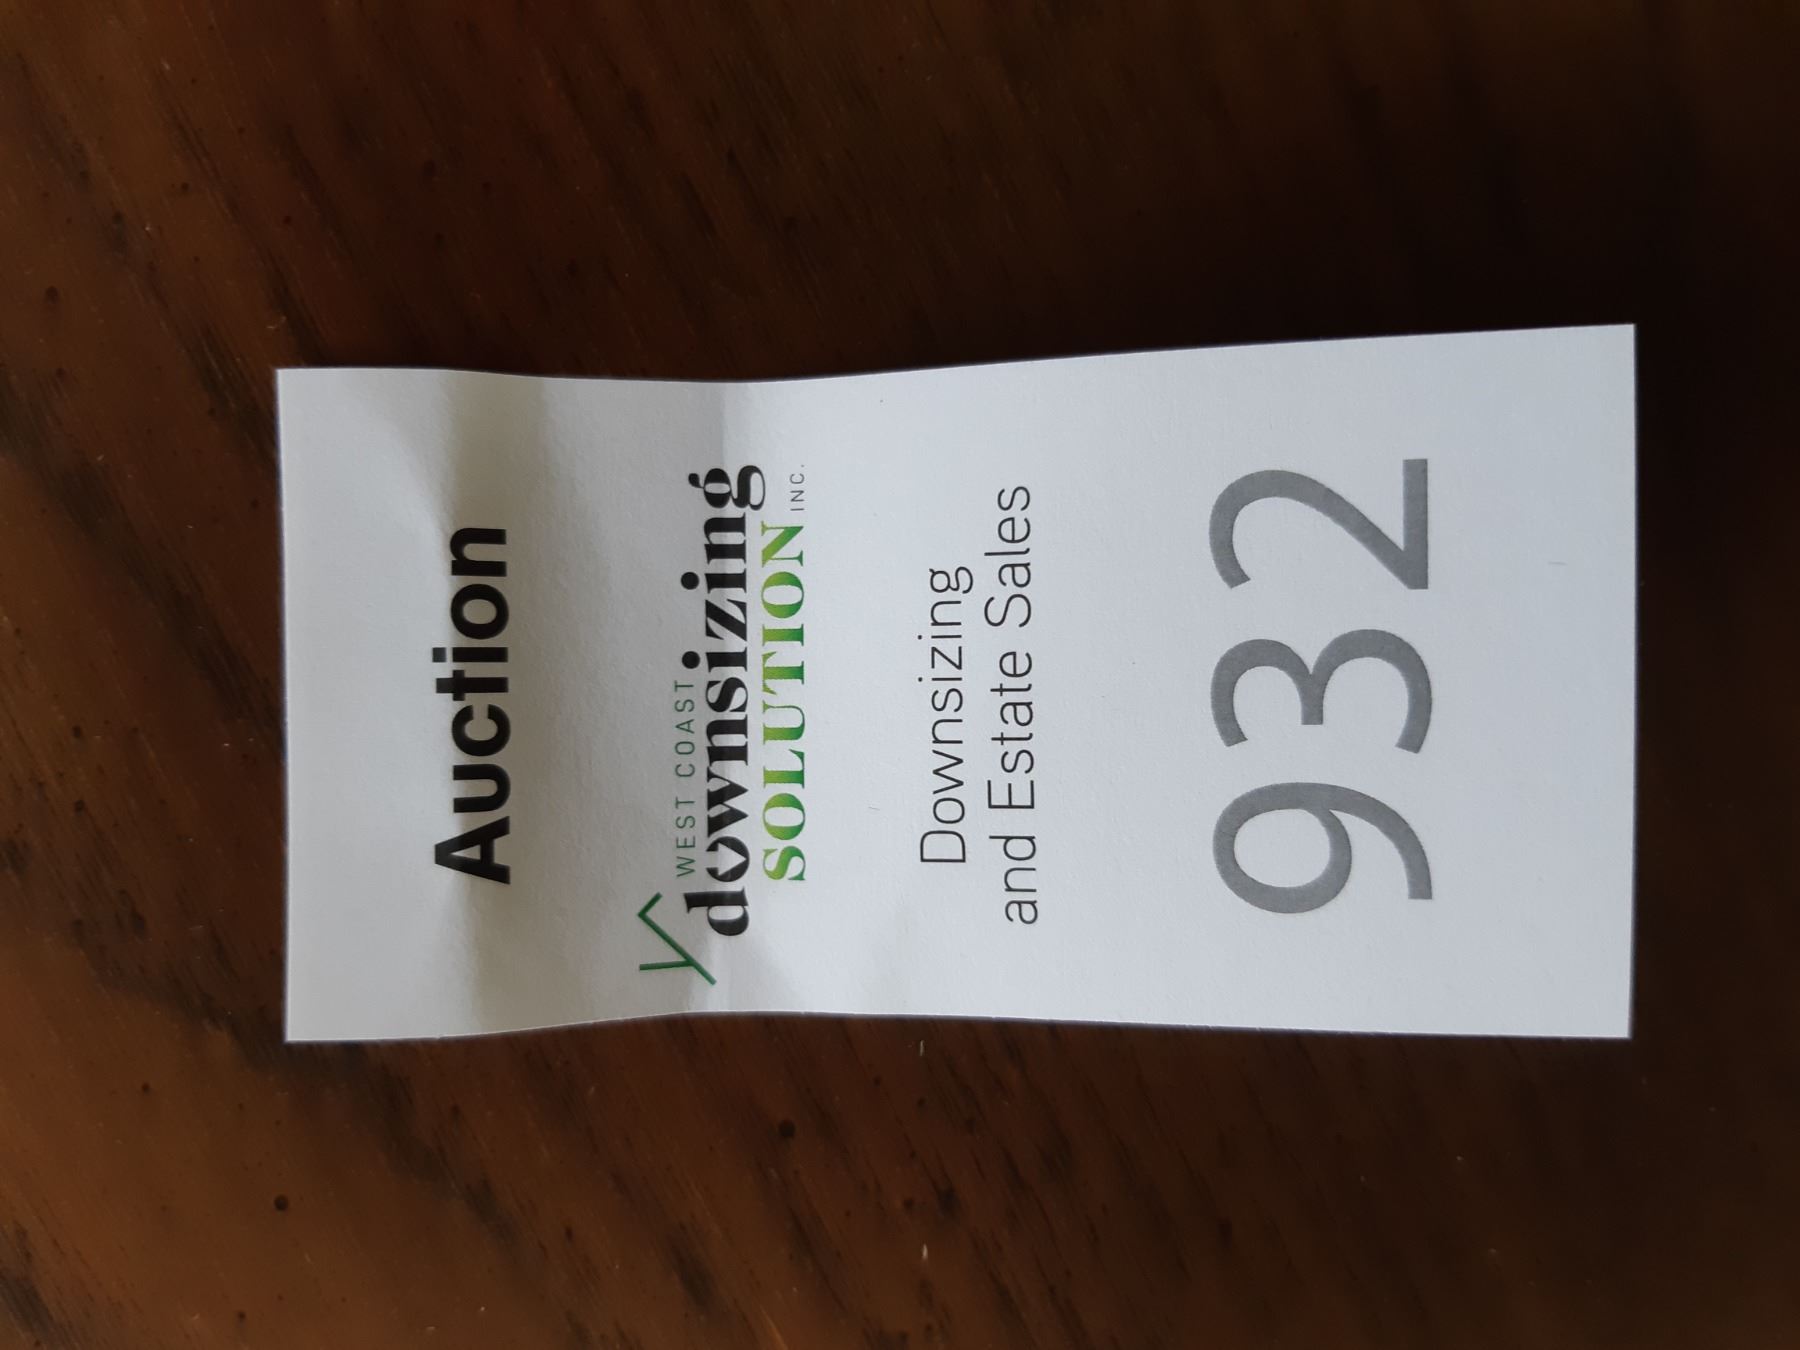 Auction
WEST COAST
downsizing
SOLUTION INC.
Downsizing
and Estate Sales
932